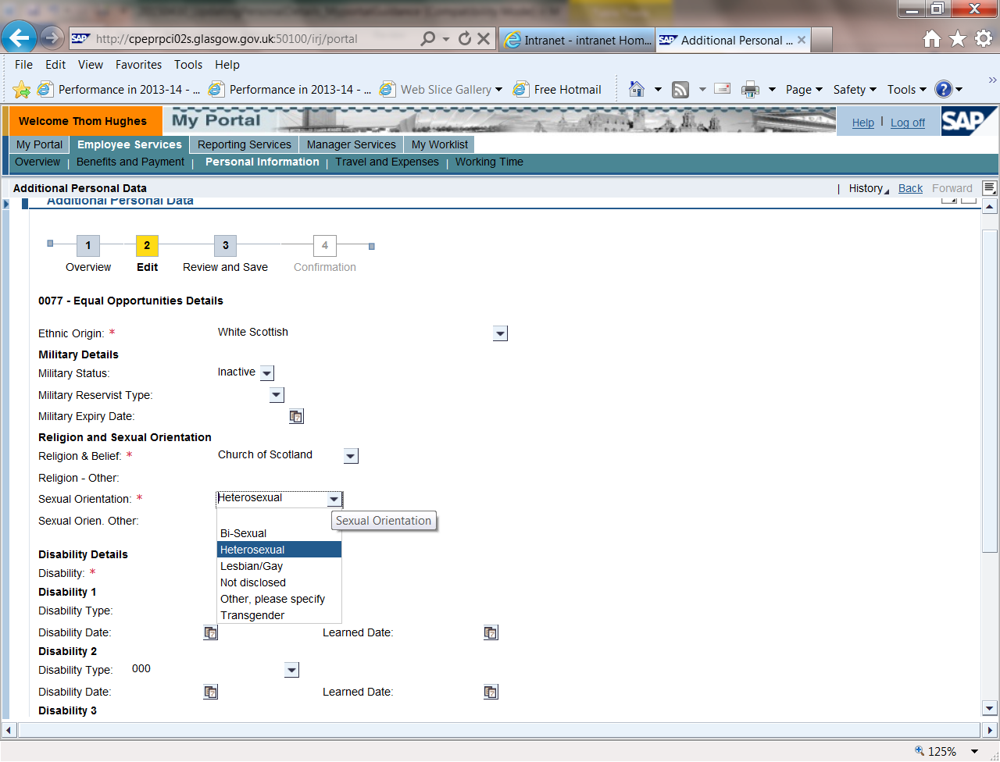 SAP http://cpeprpci02s.glasgow.gov.uk:50100/irj/portal
Intranet - intranet Hom...
SAP Additional Personal ...
File Edit View Favorites Tools Help
Performance in 2013-14 - ... Performance in 2013-14 - ... Web Slice Gallery Free Hotmail Page Safety Tools
Welcome Thom Hughes My Portal Help | Log off SAP
My Portal Employee Services Reporting Services Manager Services My Worklist
Overview | Benefits and Payment | Personal Information | Travel and Expenses | Working Time
Additional Personal Data | History Back Forward
Additional Personal Data
1 2 3 4
Overview Edit Review and Save Confirmation
0077 - Equal Opportunities Details
Ethnic Origin: * White Scottish
Military Details
Military Status: Inactive
Military Reservist Type:
Military Expiry Date:
Religion and Sexual Orientation
Religion & Belief: * Church of Scotland
Religion - Other:
Sexual Orientation: * Heterosexual
Sexual Orien. Other: Sexual Orientation
Bi-Sexual
Heterosexual
Lesbian/Gay
Not disclosed
Other, please specify
Transgender
Disability Details
Disability: *
Disability 1
Disability Type:
Disability Date: Learned Date:
Disability 2
Disability Type: 000
Disability Date: Learned Date:
Disability 3
125%